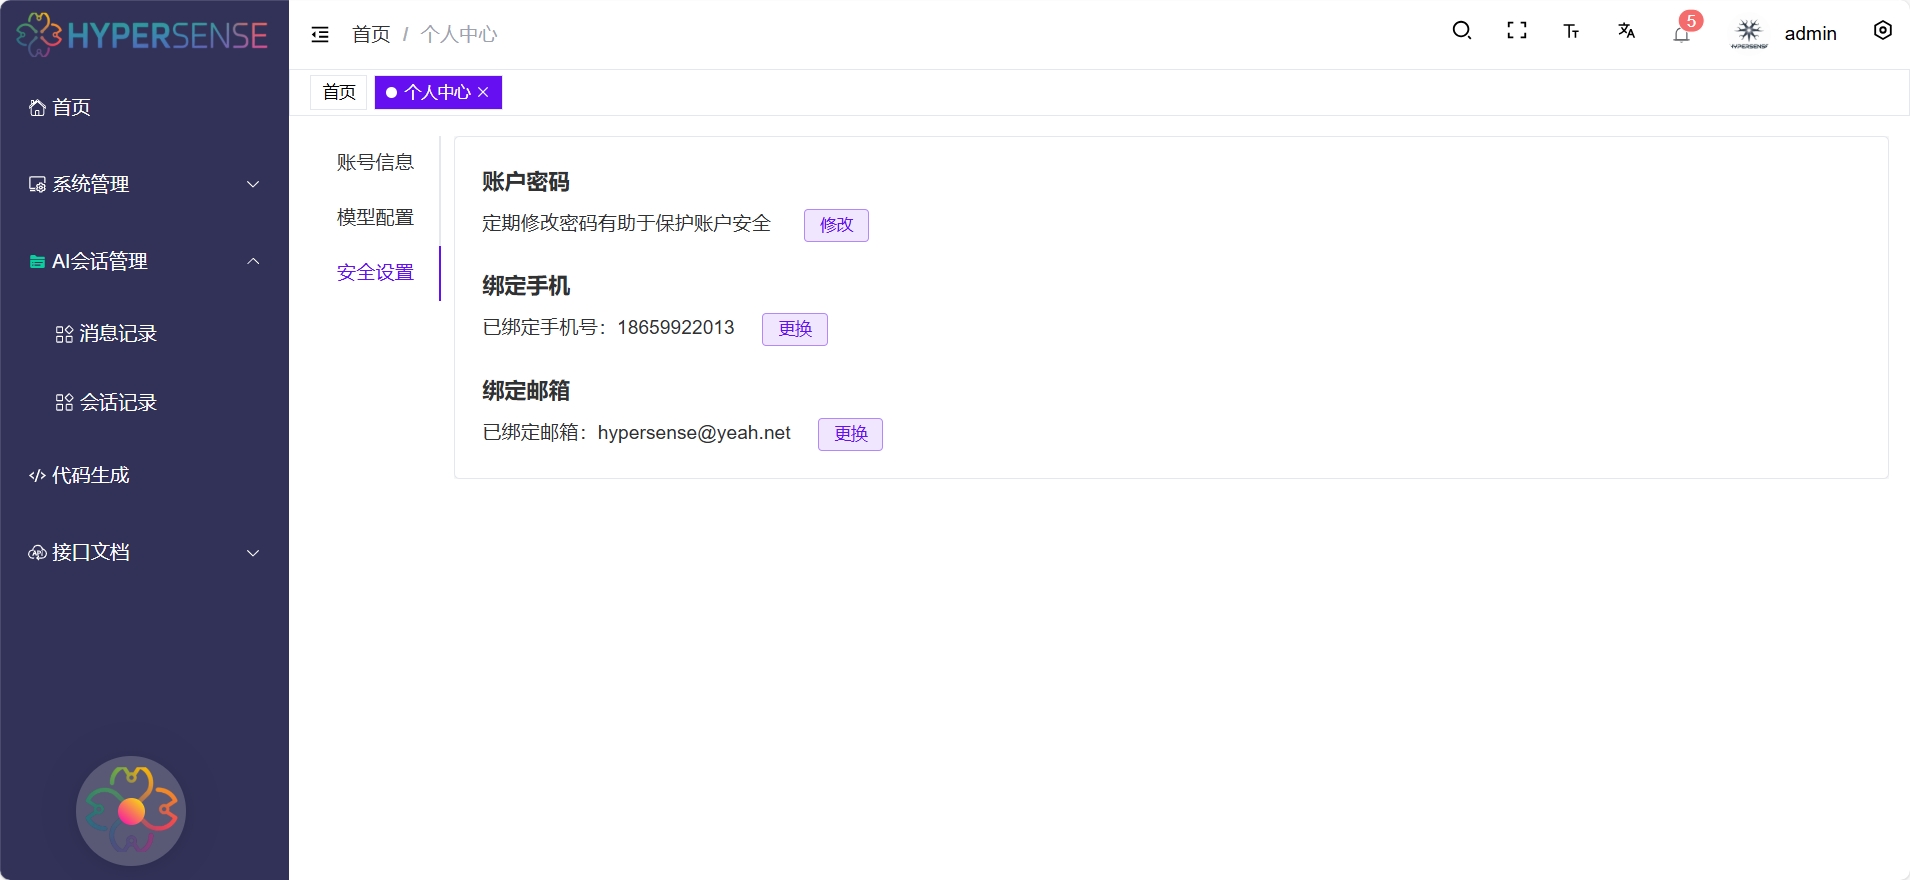 HYPERSENSE
首页 / 个人中心
5
HYPERSENSE
admin
首页
个人中心
首页
系统管理
AI会话管理
消息记录
会话记录
代码生成
API
接口文档
账号信息
模型配置
安全设置
账户密码
定期修改密码有助于保护账户安全 修改
绑定手机
已绑定手机号：18659922013 更换
绑定邮箱
已绑定邮箱：hypersense@yeah.net 更换